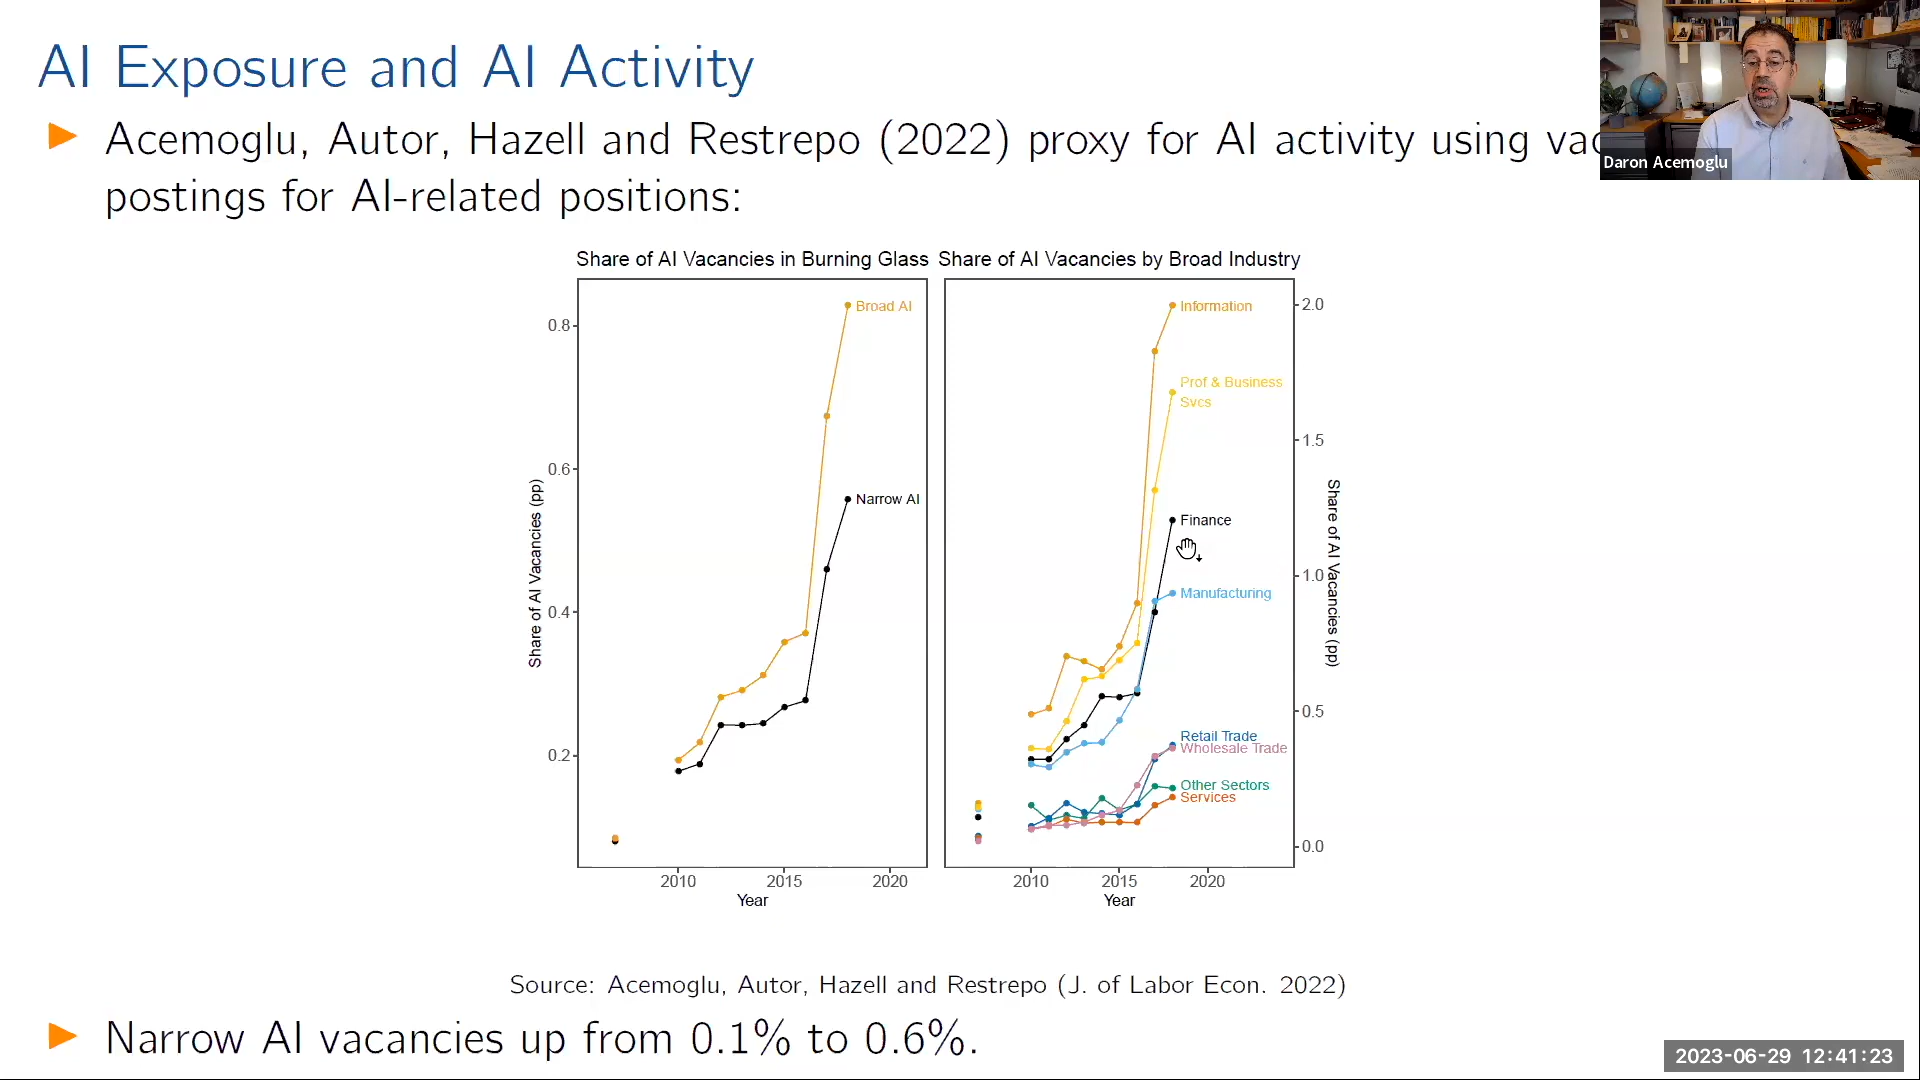 AI Exposure and AI Activity
Acemoglu, Autor, Hazell and Restrepo (2022) proxy for AI activity using
postings for AI-related positions:
Daron Acemoglu
Share of AI Vacancies in Burning Glass
Share of AI Vacancies by Broad Industry
Share of AI Vacancies (pp)
0.8
0.6
0.4
0.2
Broad AI
Narrow AI
2010
2015
2020
Year
Information
Prof & Business
Svcs
Finance
Manufacturing
Retail Trade
Wholesale Trade
Other Sectors
Services
2.0
1.5
1.0
0.5
0.0
Share of AI Vacancies (pp)
2010
2015
2020
Year
Source: Acemoglu, Autor, Hazell and Restrepo (J. of Labor Econ. 2022)
Narrow AI vacancies up from 0.1% to 0.6%.
2023-06-29 12:41:23